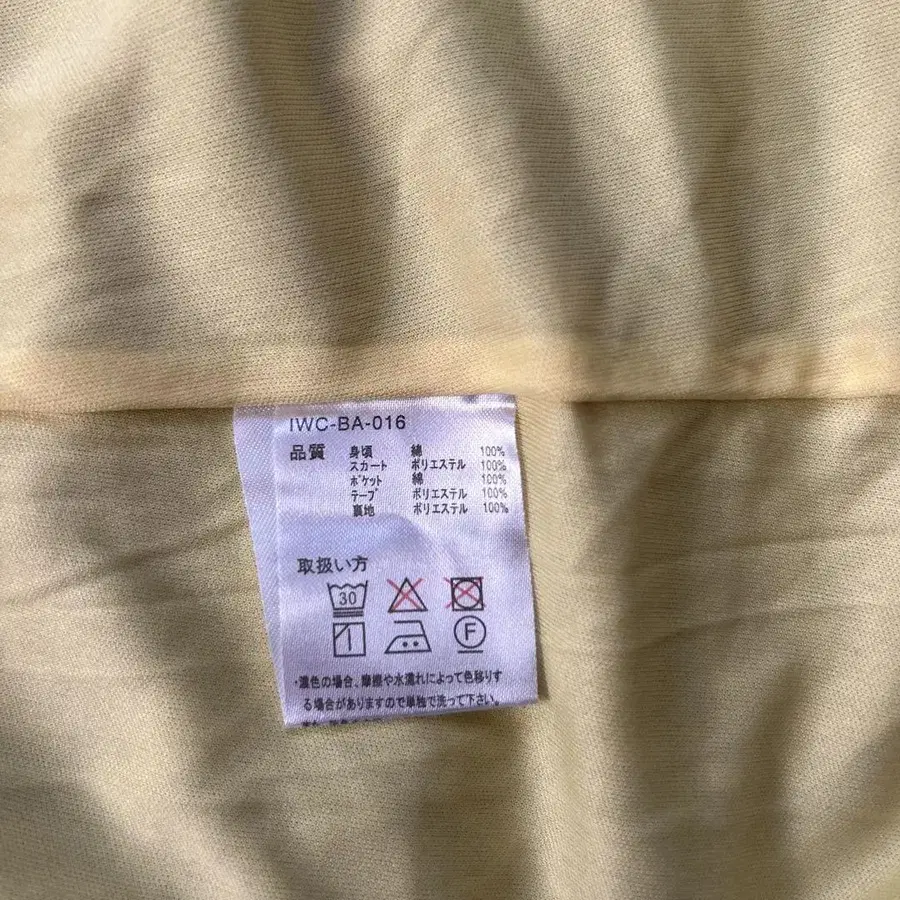 IWC-BA-016
品質 身頃 綿 100%
スカート ポリエステル 100%
ポケット 綿 100%
テープ ポリエステル 100%
裏地 ポリエステル 100%
取扱い方
30
F
・濃色の場合、摩擦や水濡れによって色移りす
る場合がありますので単独で洗って下さい。